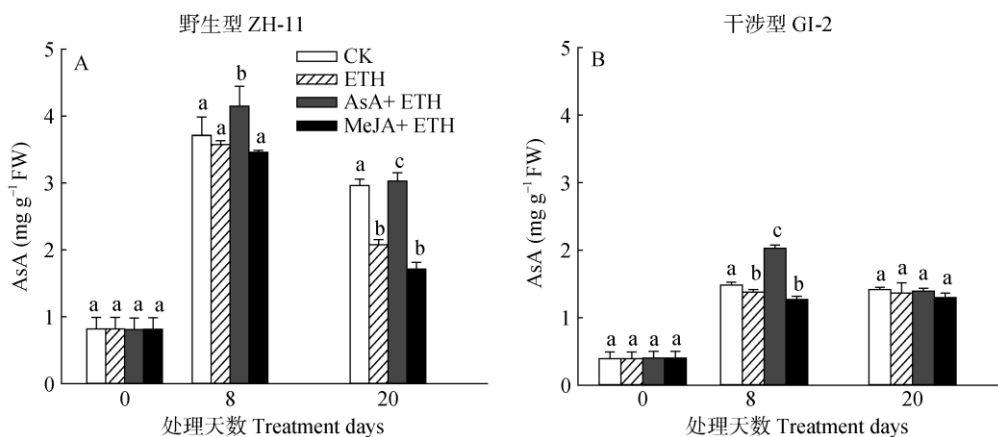 野生型 ZH-11
干涉型 GI-2
A
CK
ETH
AsA+ ETH
MeJA+ ETH
AsA (mg g⁻¹ FW)
5
4
3
2
1
0
a a a a
a a b a
a b c b
0 8 20
处理天数 Treatment days
B
AsA (mg g⁻¹ FW)
5
4
3
2
1
0
a a a a
a b c b
a a a a
0 8 20
处理天数 Treatment days